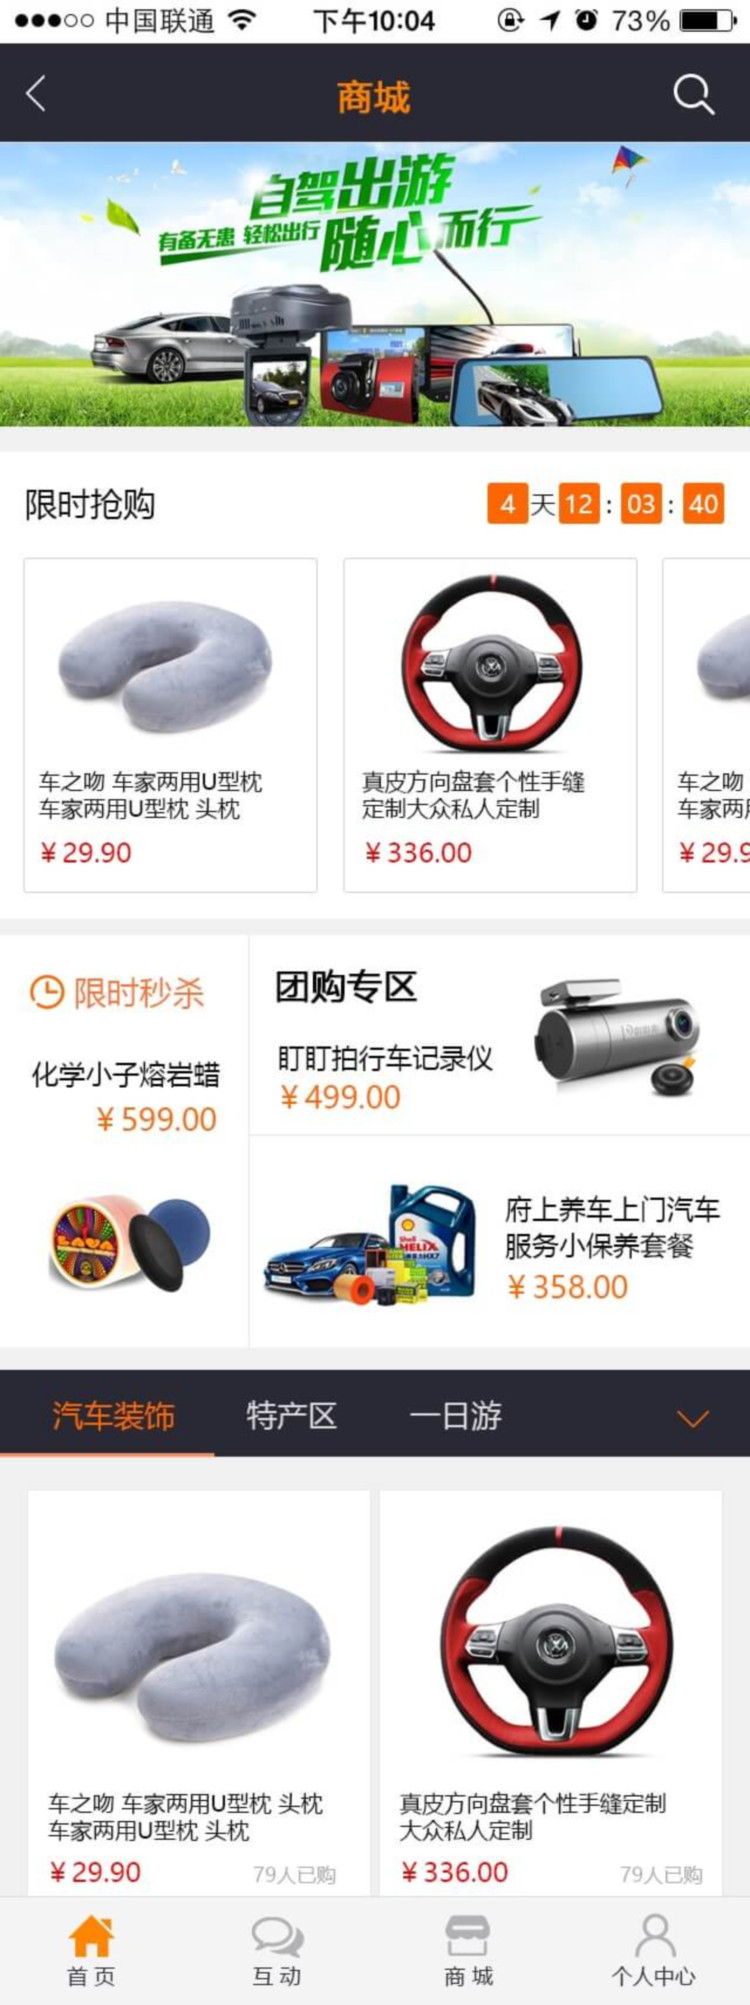 中国联通 下午10:04 73%
商城
自驾出游
有备无患 轻松出行 随心而行
限时抢购 4 天 12 : 03 : 40
车之吻 车家两用U型枕
车家两用U型枕 头枕
¥29.90
真皮方向盘套个性手缝
定制大众私人定制
¥336.00
车之吻
车家两用
¥29.9
限时秒杀
化学小子熔岩蜡
¥599.00
团购专区
盯盯拍行车记录仪
¥499.00
Shell
HELIX
HX7
府上养车上门汽车
服务小保养套餐
¥358.00
汽车装饰 特产区 一日游
车之吻 车家两用U型枕 头枕
车家两用U型枕 头枕
¥29.90 79人已购
真皮方向盘套个性手缝定制
大众私人定制
¥336.00 79人已购
首页 互动 商城 个人中心